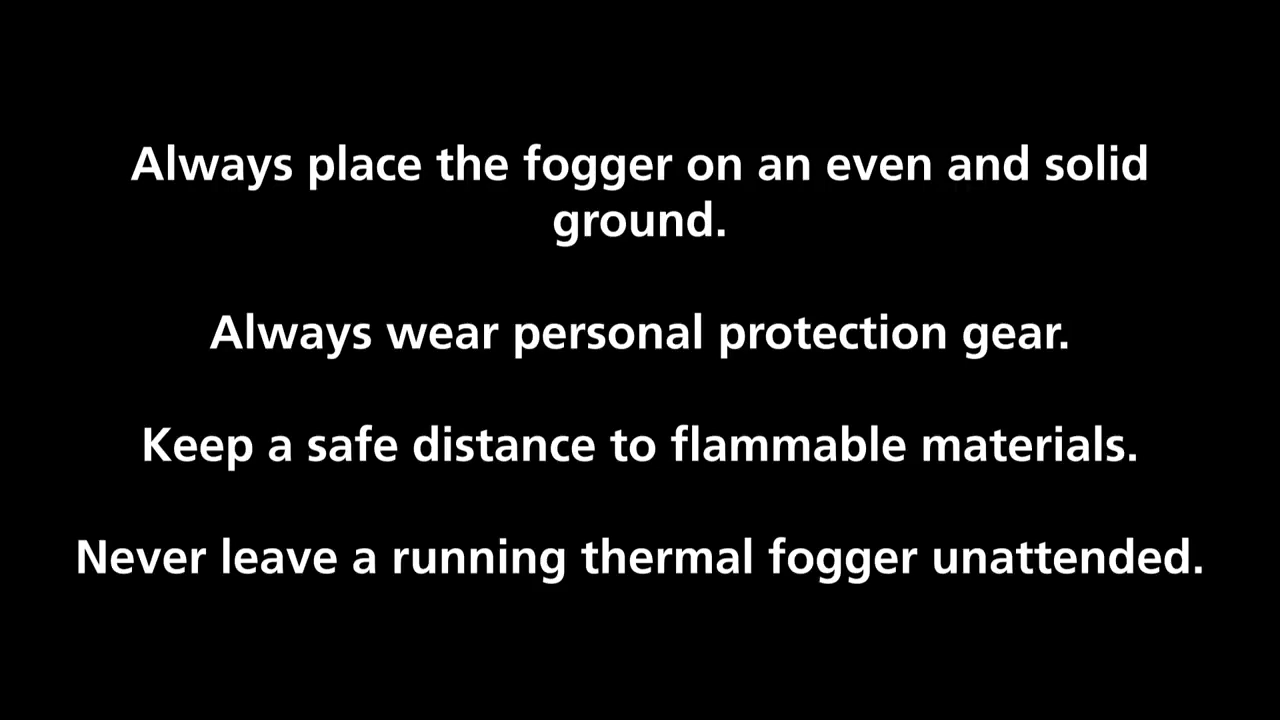 Always place the fogger on an even and solid
ground.
Always wear personal protection gear.
Keep a safe distance to flammable materials.
Never leave a running thermal fogger unattended.